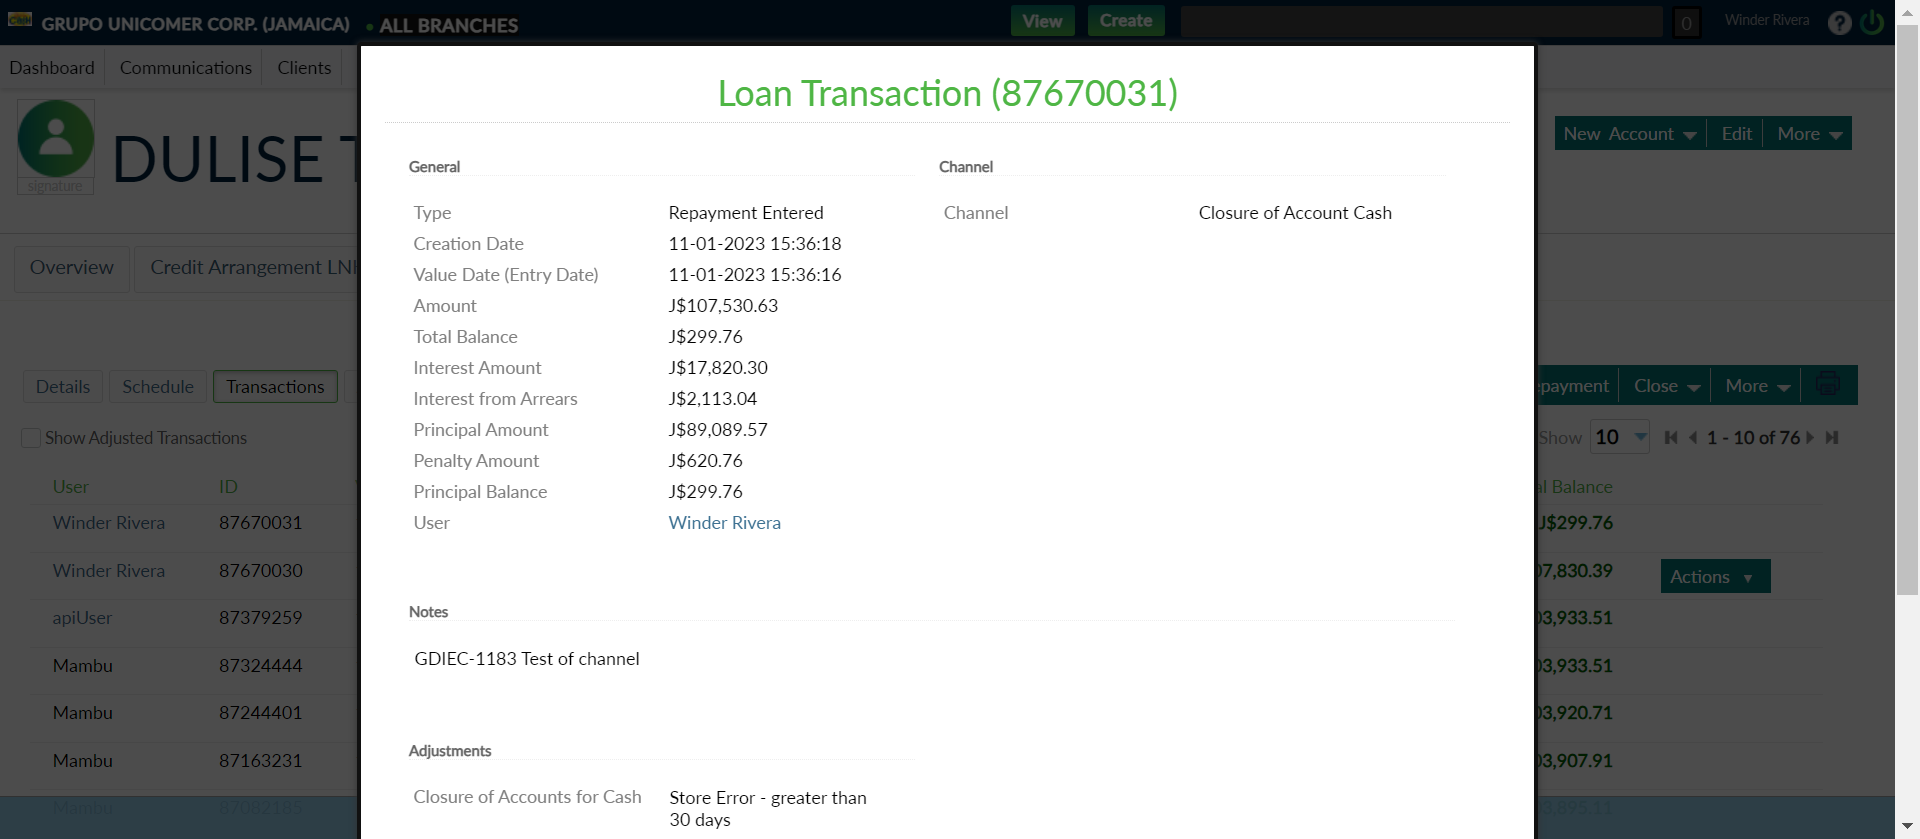 GRUPO UNICOMER CORP. (JAMAICA) • ALL BRANCHES View Create 0 Winder Rivera ?
Dashboard Communications Clients
Loan Transaction (87670031)
signature
DULISE
New Account Edit More
General Channel
Type Repayment Entered Channel Closure of Account Cash
Creation Date 11-01-2023 15:36:18
Value Date (Entry Date) 11-01-2023 15:36:16
Overview Credit Arrangement
Amount J$107,530.63
Total Balance J$299.76
Interest Amount J$17,820.30
Details Schedule Transactions
epayment Close More
Interest from Arrears J$2,113.04
Principal Amount J$89,089.57
Show Adjusted Transactions
Show 10 1 - 10 of 76
Penalty Amount J$620.76
Principal Balance J$299.76
User ID
al Balance
User Winder Rivera
Winder Rivera 87670031 J$299.76
Winder Rivera 87670030 7,830.39 Actions
apiUser 87379259 3,933.51
Notes
GDIEC-1183 Test of channel
Mambu 87324444 3,933.51
Mambu 87244401 3,920.71
Adjustments
Mambu 87163231 3,907.91
Closure of Accounts for Cash Store Error - greater than
30 days
Mambu 87082185 3,895.11